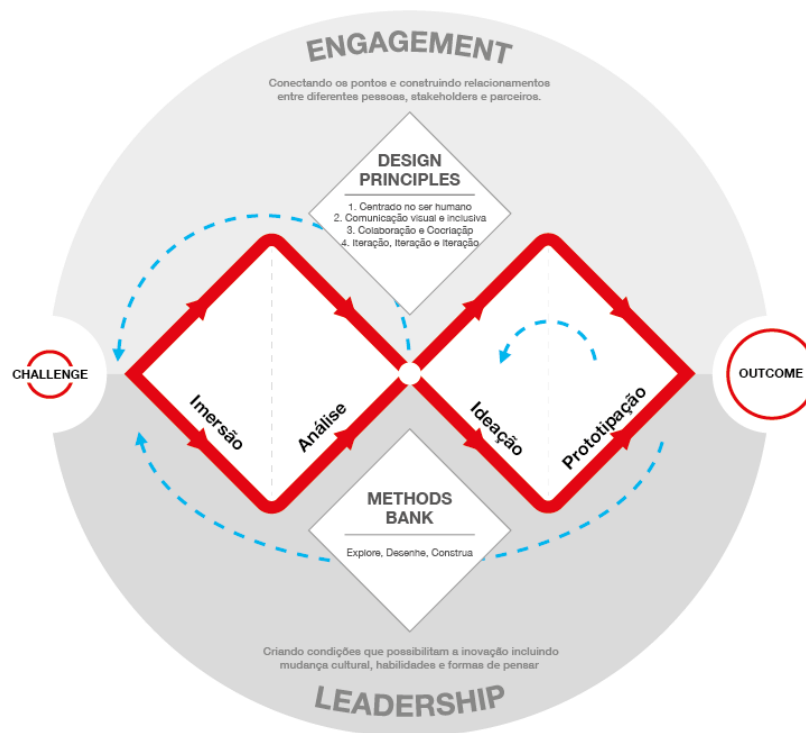 ENGAGEMENT
Conectando os pontos e construindo relacionamentos
entre diferentes pessoas, stakeholders e parceiros.
DESIGN
PRINCIPLES
1. Centrado no ser humano
2. Comunicação visual e inclusiva
3. Colaboração e Cocriaçãp
4. Iteração, Iteração e Iteração
CHALLENGE
OUTCOME
Imersão
Análise
Ideação
Prototipação
METHODS
BANK
Explore, Desenhe, Construa
Criando condições que possibilitam a inovação incluindo
mudança cultural, habilidades e formas de pensar
LEADERSHIP